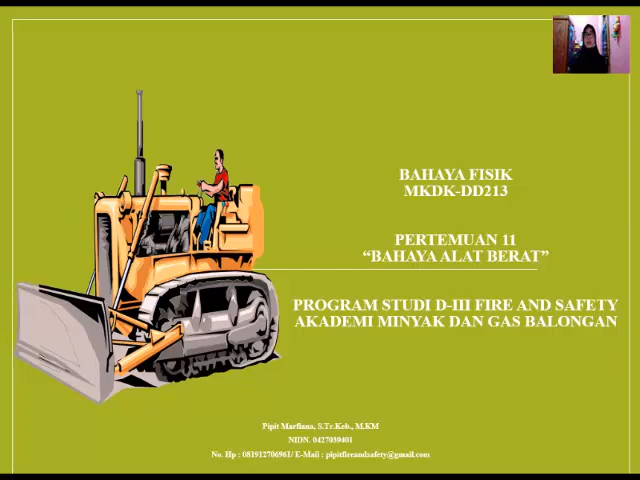 BAHAYA FISIK
MKDK-DD213
PERTEMUAN 11
“BAHAYA ALAT BERAT”
PROGRAM STUDI D-III FIRE AND SAFETY
AKADEMI MINYAK DAN GAS BALONGAN
Pipit Marfiana, S.Tr.Keb., M.KM
NIDN. 0427039401
No. Hp : 081912706961/ E-Mail : pipitfireandsafety@gmail.com